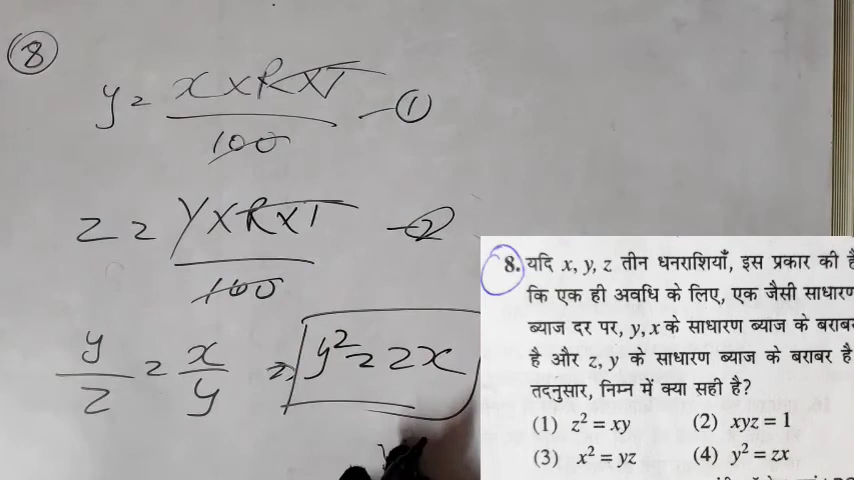 8
y = x×R×T / 100 – 1
z = y×R×T / 100 – 2
y / z = x / y ⇒ y² = zx
8. यदि x, y, z तीन धनराशियाँ, इस प्रकार की
कि एक ही अवधि के लिए, एक जैसी साधारण
ब्याज दर पर, y, x के साधारण ब्याज के बराबर
है और z, y के साधारण ब्याज के बराबर है
तद्नुसार, निम्न में क्या सही है?
(1) z² = xy (2) xyz = 1
(3) x² = yz (4) y² = zx